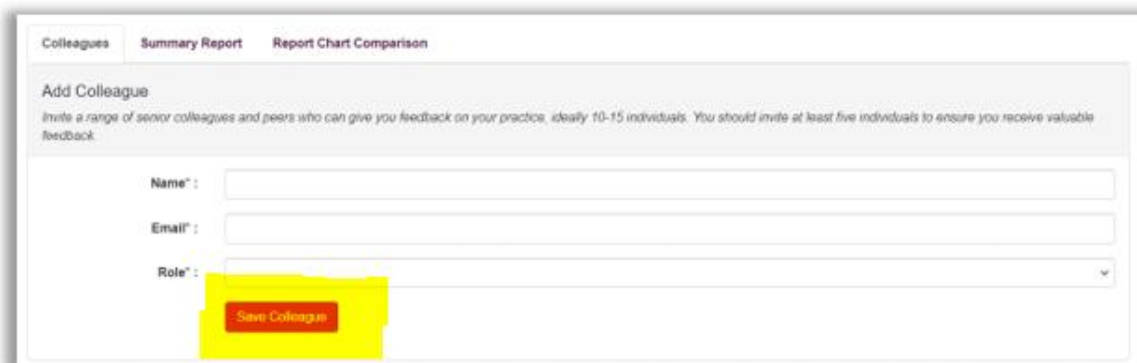 Colleagues Summary Report Report Chart Comparison
Add Colleague
Invite a range of senior colleagues and peers who can give you feedback on your practice, ideally 10-15 individuals. You should invite at least five individuals to ensure you receive valuable
feedback.
Name* :
Email* :
Role* :
Save Colleague